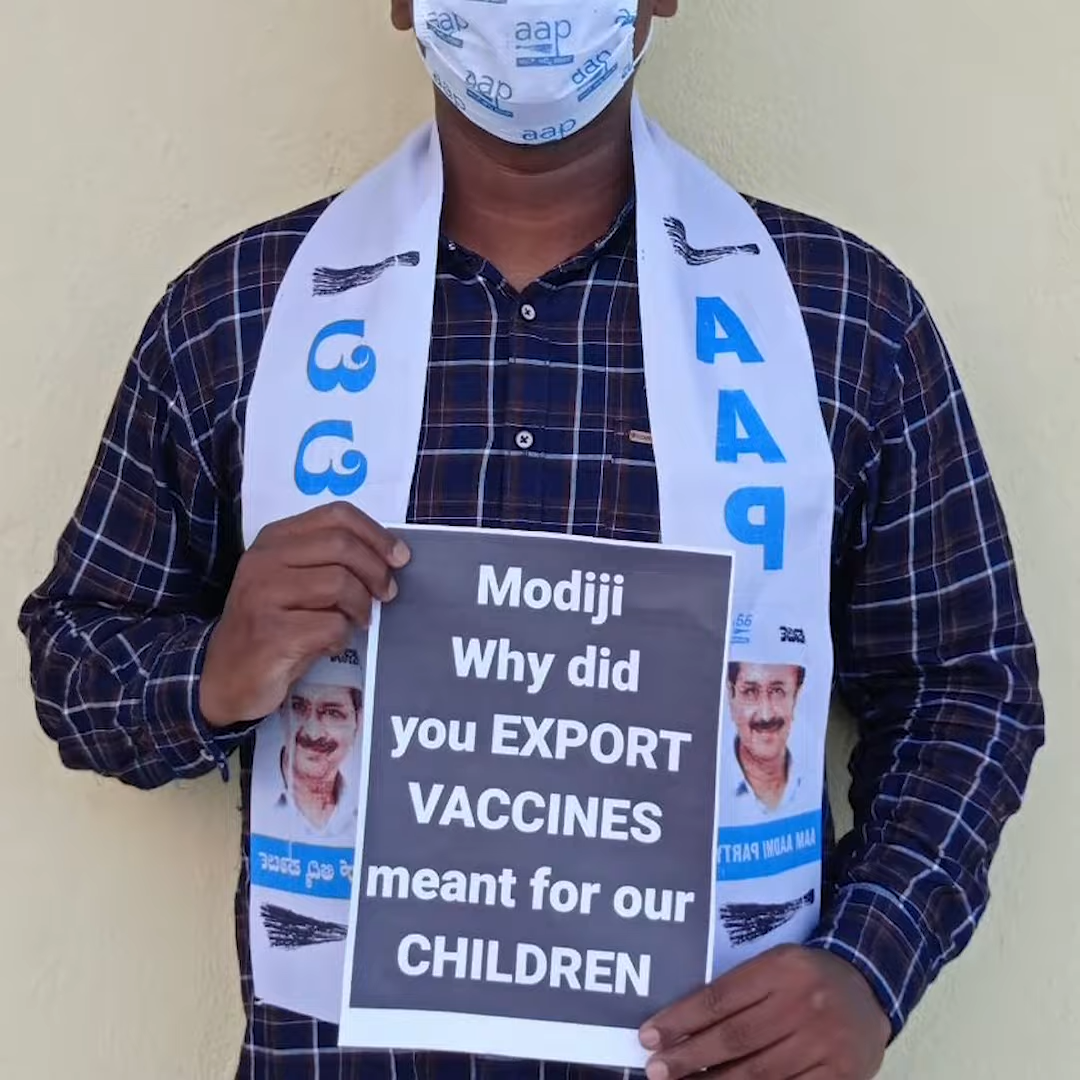 aap
aap
aap
aap
aap
ಆ
ಆ
A
A
P
Modiji
Why did
you EXPORT
VACCINES
meant for our
CHILDREN
AAM AADMI PARTY